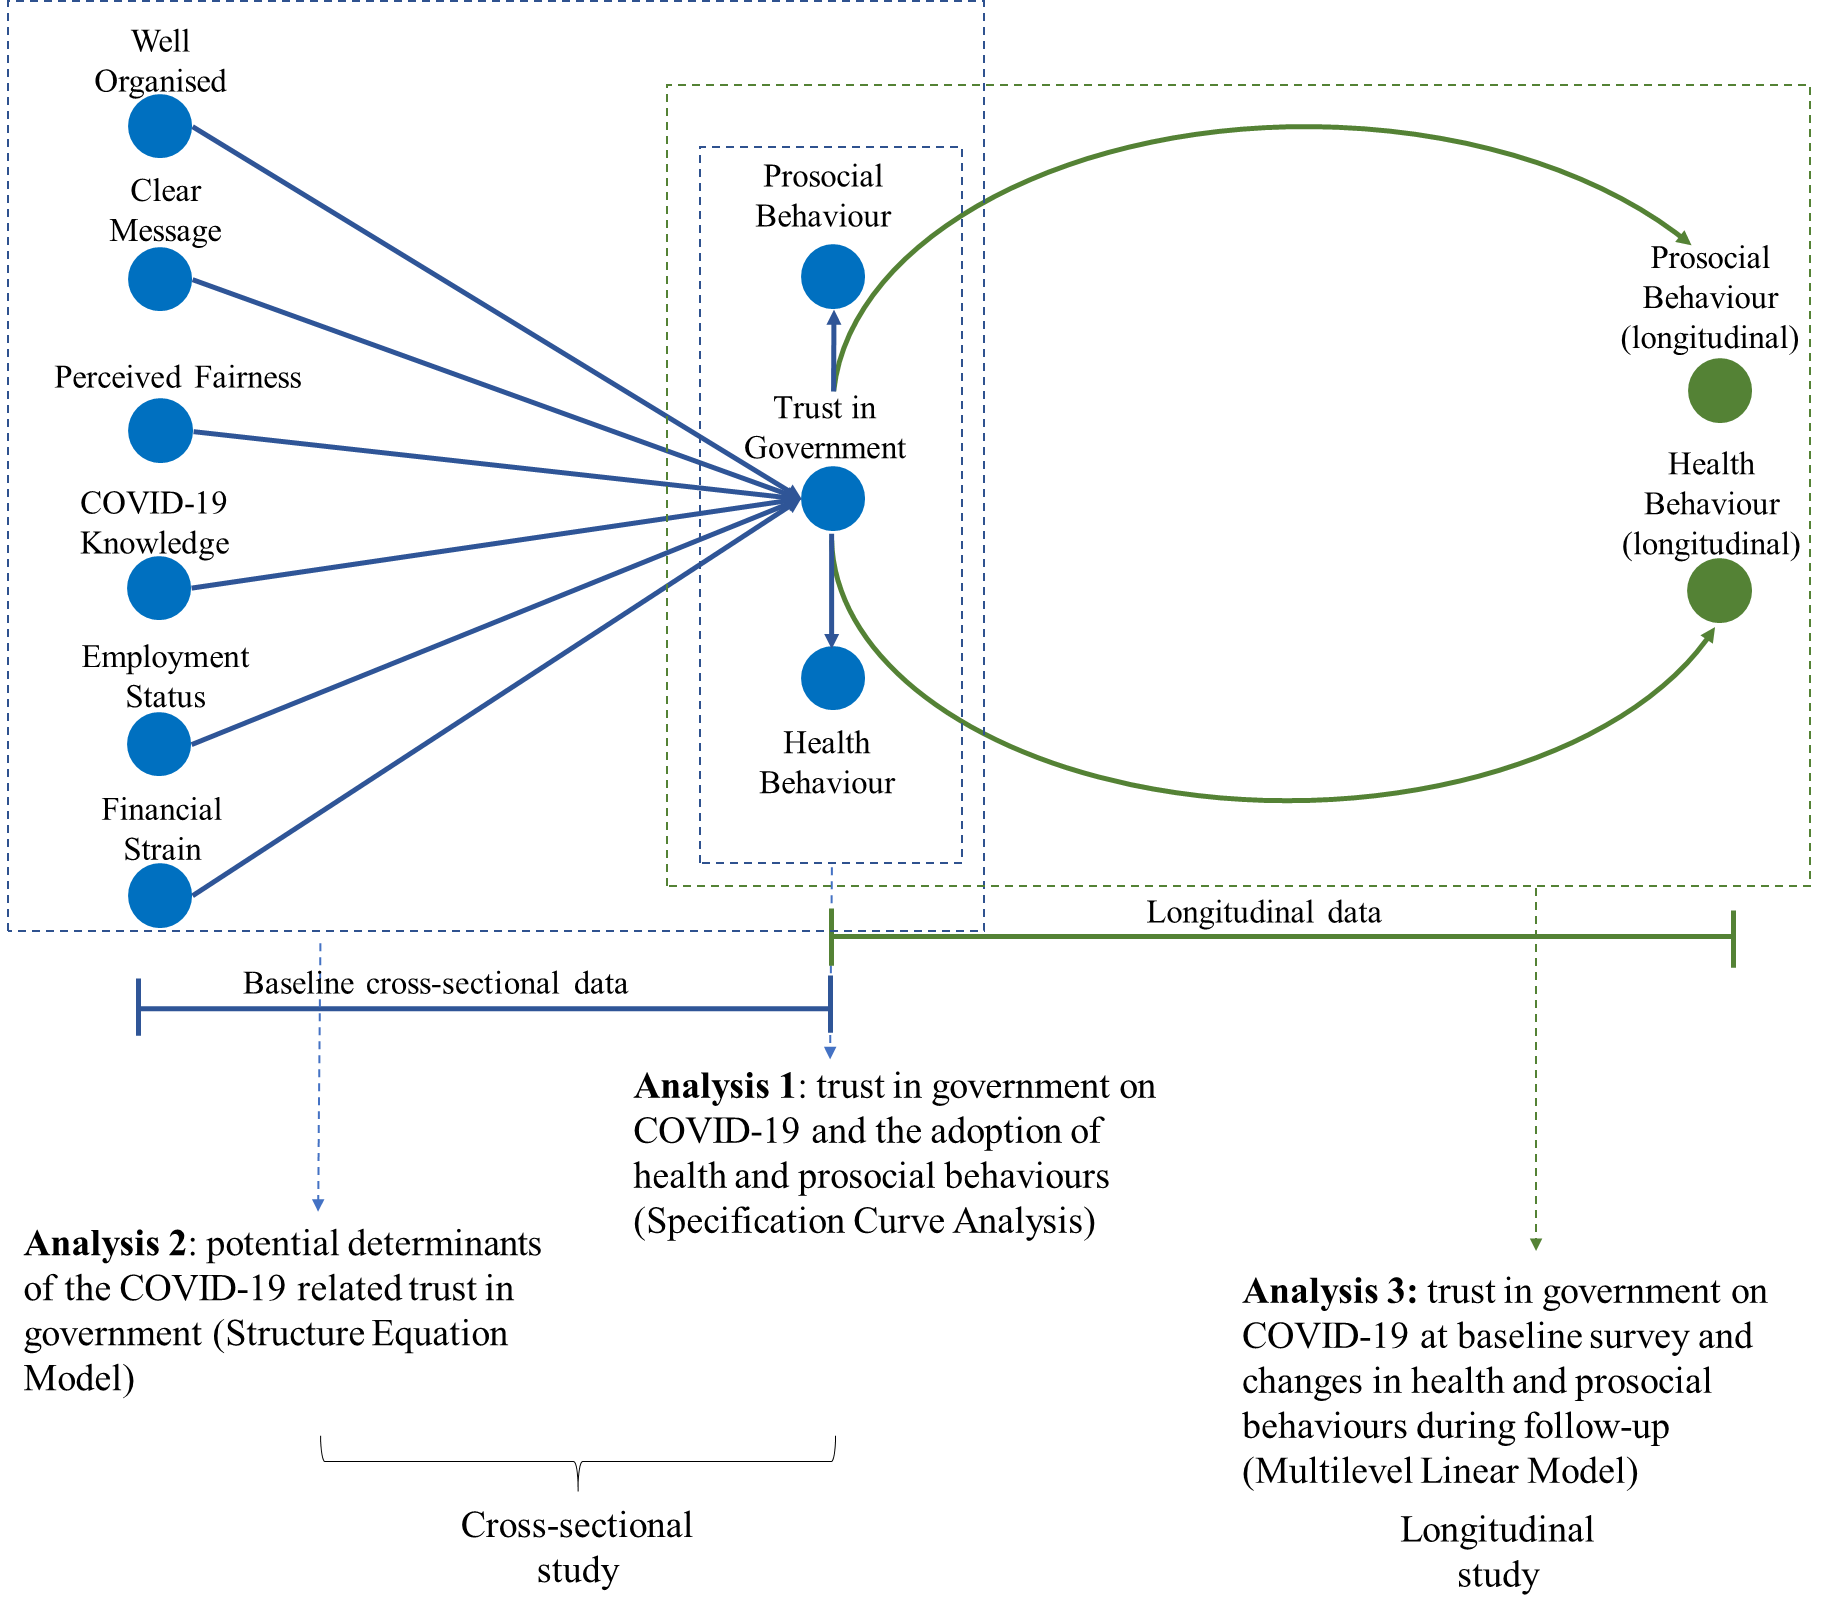 Well
Organised
Clear
Message
Perceived Fairness
COVID-19
Knowledge
Employment
Status
Financial
Strain
Prosocial
Behaviour
Trust in
Government
Health
Behaviour
Prosocial
Behaviour
(longitudinal)
Health
Behaviour
(longitudinal)
Longitudinal data
Baseline cross-sectional data
Analysis 1: trust in government on
COVID-19 and the adoption of
health and prosocial behaviours
(Specification Curve Analysis)
Analysis 2: potential determinants
of the COVID-19 related trust in
government (Structure Equation
Model)
Analysis 3: trust in government on
COVID-19 at baseline survey and
changes in health and prosocial
behaviours during follow-up
(Multilevel Linear Model)
Cross-sectional
study
Longitudinal
study